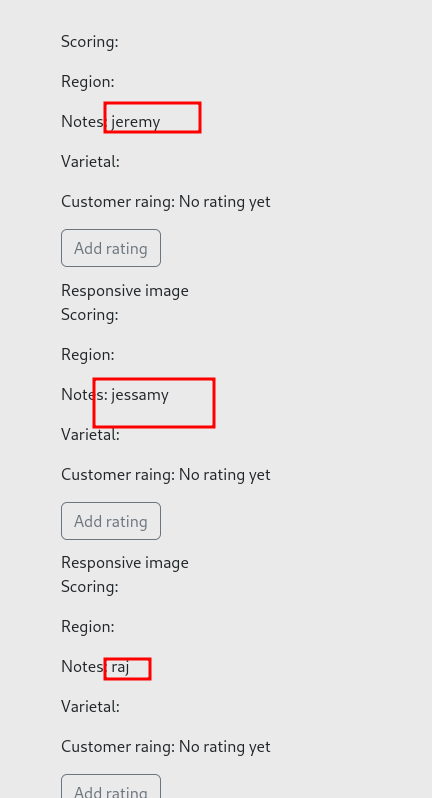 Scoring:
Region:
Notes: jeremy
Varietal:
Customer raing: No rating yet
Add rating
Responsive image
Scoring:
Region:
Notes: jessamy
Varietal:
Customer raing: No rating yet
Add rating
Responsive image
Scoring:
Region:
Notes: raj
Varietal:
Customer raing: No rating yet
Add rating